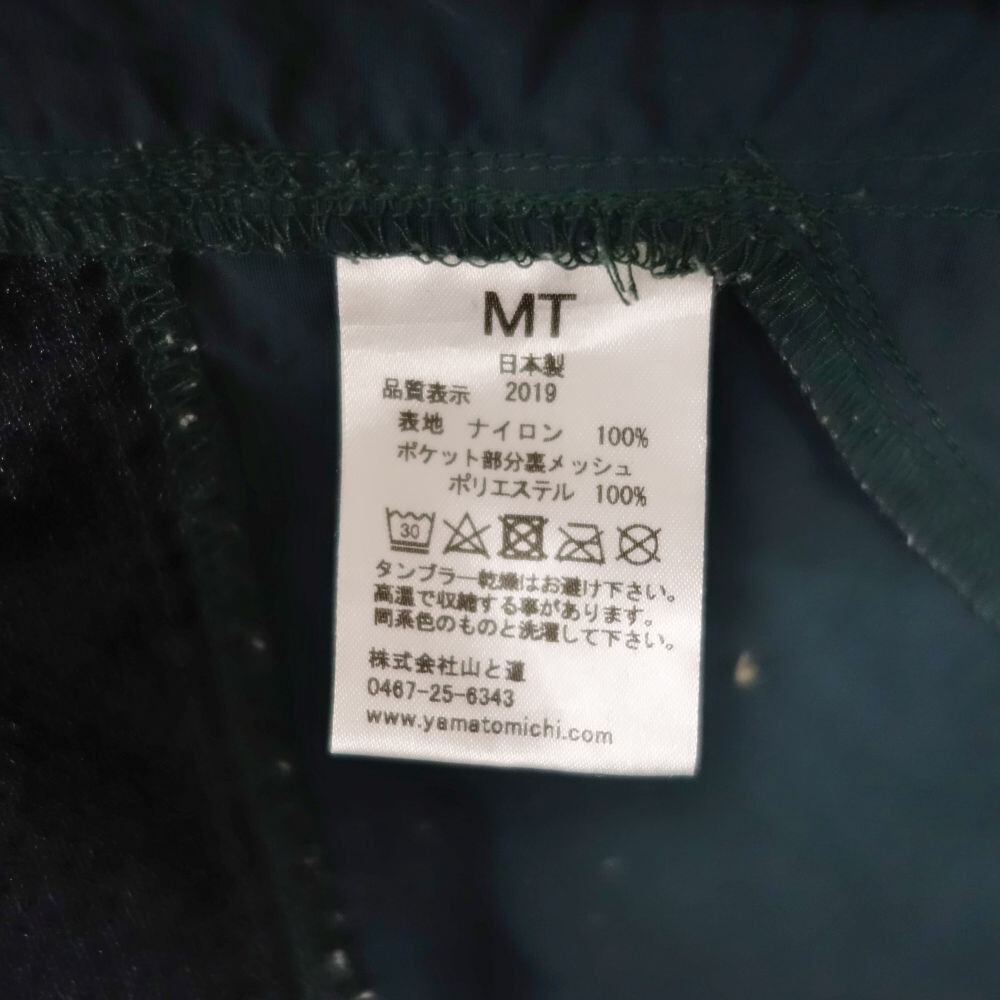 MT
日本製
品質表示 2019
表地 ナイロン 100%
ポケット部分裏メッシュ
ポリエステル 100%
30
タンブラー乾燥はお避け下さい。
高温で収縮する事があります。
同系色のものと洗濯して下さい。
株式会社山と道
0467-25-6343
www.yamatomichi.com